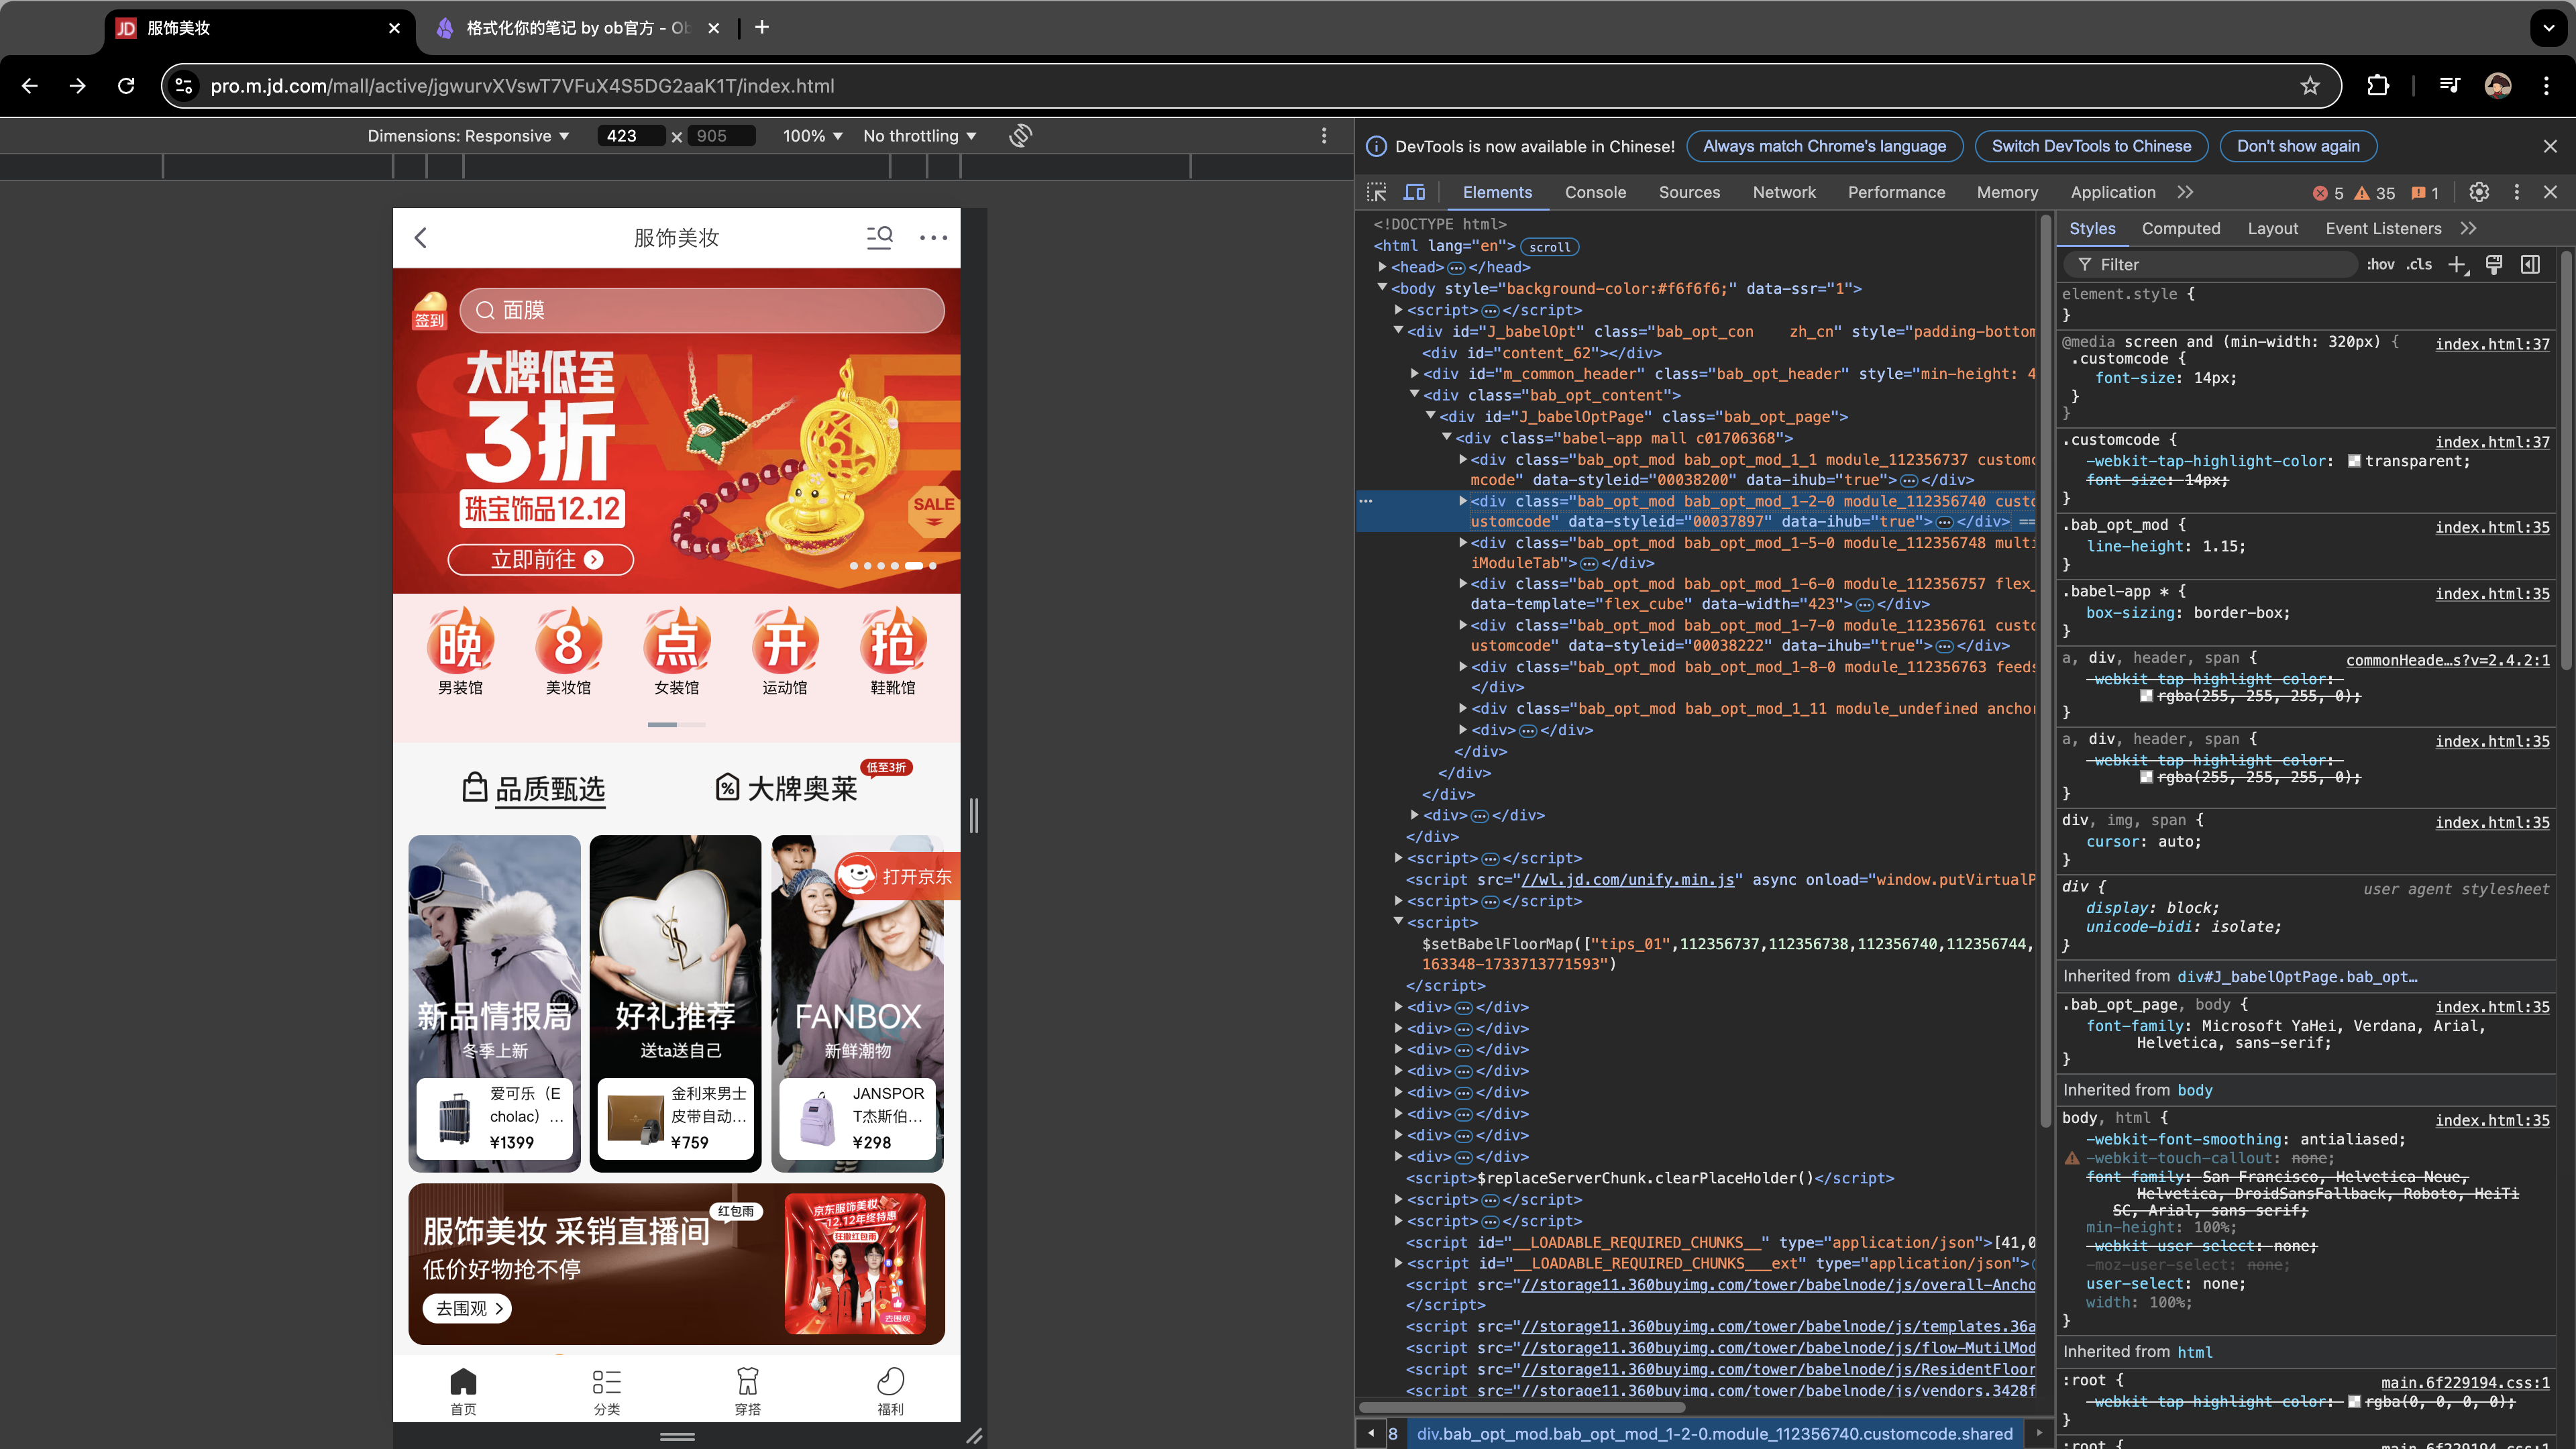 服饰美妆
格式化你的笔记 by ob官方 - Ob
pro.m.jd.com/mall/active/jgwurvXVswT7VFuX4S5DG2aaK1T/index.html
Dimensions: Responsive 423 × 905 100% No throttling
服饰美妆
签到
面膜
大牌低至
3折
珠宝饰品12.12
立即前往
SALE
晚 8 点 开 抢
男装馆 美妆馆 女装馆 运动馆 鞋靴馆
品质甄选
大牌奥莱
低至3折
打开京东
新品情报局
冬季上新
爱可乐（E
cholac）...
¥1399
好礼推荐
送ta送自己
金利来男士
皮带自动...
¥759
FANBOX
新鲜潮物
JANSPOR
T杰斯伯...
¥298
服饰美妆 采销直播间
红包雨
低价好物抢不停
去围观
京东服饰美妆
12.12年终特惠
狂撒红包雨
去围观
首页 分类 穿搭 福利
DevTools is now available in Chinese! Always match Chrome's language Switch DevTools to Chinese Don't show again
Elements Console Sources Network Performance Memory Application 5 35 1
<!DOCTYPE html>
<html lang="en"> scroll
<head> </head>
<body style="background-color:#f6f6f6;" data-ssr="1">
<script> </script>
<div id="J_babelOpt" class="bab_opt_con zh_cn" style="padding-bottom
<div id="content_62"></div>
<div id="m_common_header" class="bab_opt_header" style="min-height: 4
<div class="bab_opt_content">
<div id="J_babelOptPage" class="bab_opt_page">
<div class="babel-app mall c01706368">
<div class="bab_opt_mod bab_opt_mod_1_1 module_112356737 customc
mcode" data-styleid="00038200" data-ihub="true"> </div>
<div class="bab_opt_mod bab_opt_mod_1-2-0 module_112356740 custo
ustomcode" data-styleid="00037897" data-ihub="true"> </div> ==
<div class="bab_opt_mod bab_opt_mod_1-5-0 module_112356748 multi
iModuleTab"> </div>
<div class="bab_opt_mod bab_opt_mod_1-6-0 module_112356757 flex_
data-template="flex_cube" data-width="423"> </div>
<div class="bab_opt_mod bab_opt_mod_1-7-0 module_112356761 custo
ustomcode" data-styleid="00038222" data-ihub="true"> </div>
<div class="bab_opt_mod bab_opt_mod_1-8-0 module_112356763 feeds
</div>
<div class="bab_opt_mod bab_opt_mod_1_11 module_undefined anchor
<div> </div>
</div>
</div>
</div>
<div> </div>
</div>
<script> </script>
<script src="//wl.jd.com/unify.min.js" async onload="window.putVirtualP
<script> </script>
<script>
$setBabelFloorMap(["tips_01",112356737,112356738,112356740,112356744,
163348-1733713771593")
</script>
<div> </div>
<div> </div>
<div> </div>
<div> </div>
<div> </div>
<div> </div>
<div> </div>
<div> </div>
<script>$replaceServerChunk.clearPlaceHolder()</script>
<script> </script>
<script> </script>
<script id="__LOADABLE_REQUIRED_CHUNKS__" type="application/json">[41,0
<script id="__LOADABLE_REQUIRED_CHUNKS___ext" type="application/json">
<script src="//storage11.360buyimg.com/tower/babelnode/js/overall-Ancho
</script>
<script src="//storage11.360buyimg.com/tower/babelnode/js/templates.36a
<script src="//storage11.360buyimg.com/tower/babelnode/js/flow-MutilMod
<script src="//storage11.360buyimg.com/tower/babelnode/js/ResidentFloor
<script src="//storage11.360buyimg.com/tower/babelnode/js/vendors.3428f
8 div.bab_opt_mod.bab_opt_mod_1-2-0.module_112356740.customcode.shared
Styles Computed Layout Event Listeners
Filter :hov .cls
element.style {
}
@media screen and (min-width: 320px) { index.html:37
.customcode {
font-size: 14px;
}
}
.customcode { index.html:37
-webkit-tap-highlight-color: transparent;
font-size: 14px;
}
.bab_opt_mod { index.html:35
line-height: 1.15;
}
.babel-app * { index.html:35
box-sizing: border-box;
}
a, div, header, span { commonHeade…s?v=2.4.2:1
-webkit-tap-highlight-color:
rgba(255, 255, 255, 0);
}
a, div, header, span { index.html:35
-webkit-tap-highlight-color:
rgba(255, 255, 255, 0);
}
div, img, span { index.html:35
cursor: auto;
}
div { user agent stylesheet
display: block;
unicode-bidi: isolate;
}
Inherited from div#J_babelOptPage.bab_opt…
.bab_opt_page, body { index.html:35
font-family: Microsoft YaHei, Verdana, Arial,
Helvetica, sans-serif;
}
Inherited from body
body, html { index.html:35
-webkit-font-smoothing: antialiased;
-webkit-touch-callout: none;
font-family: San Francisco, Helvetica Neue,
Helvetica, DroidSansFallback, Roboto, HeiTi
SC, Arial, sans-serif;
min-height: 100%;
-webkit-user-select: none;
-moz-user-select: none;
user-select: none;
width: 100%;
}
Inherited from html
:root { main.6f229194.css:1
-webkit-tap-highlight-color: rgba(0, 0, 0, 0);
}
:root { main.6f229194.css:1